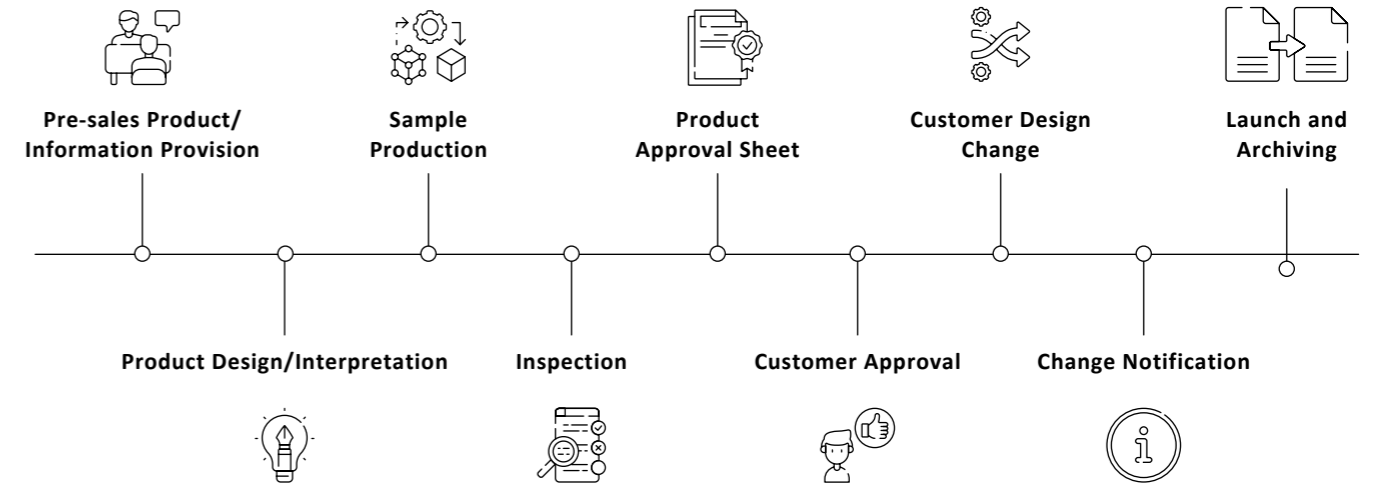 Pre-sales Product/
Information Provision
Sample
Production
Product
Approval Sheet
Customer Design
Change
Launch and
Archiving
Product Design/Interpretation
Inspection
Customer Approval
Change Notification
i